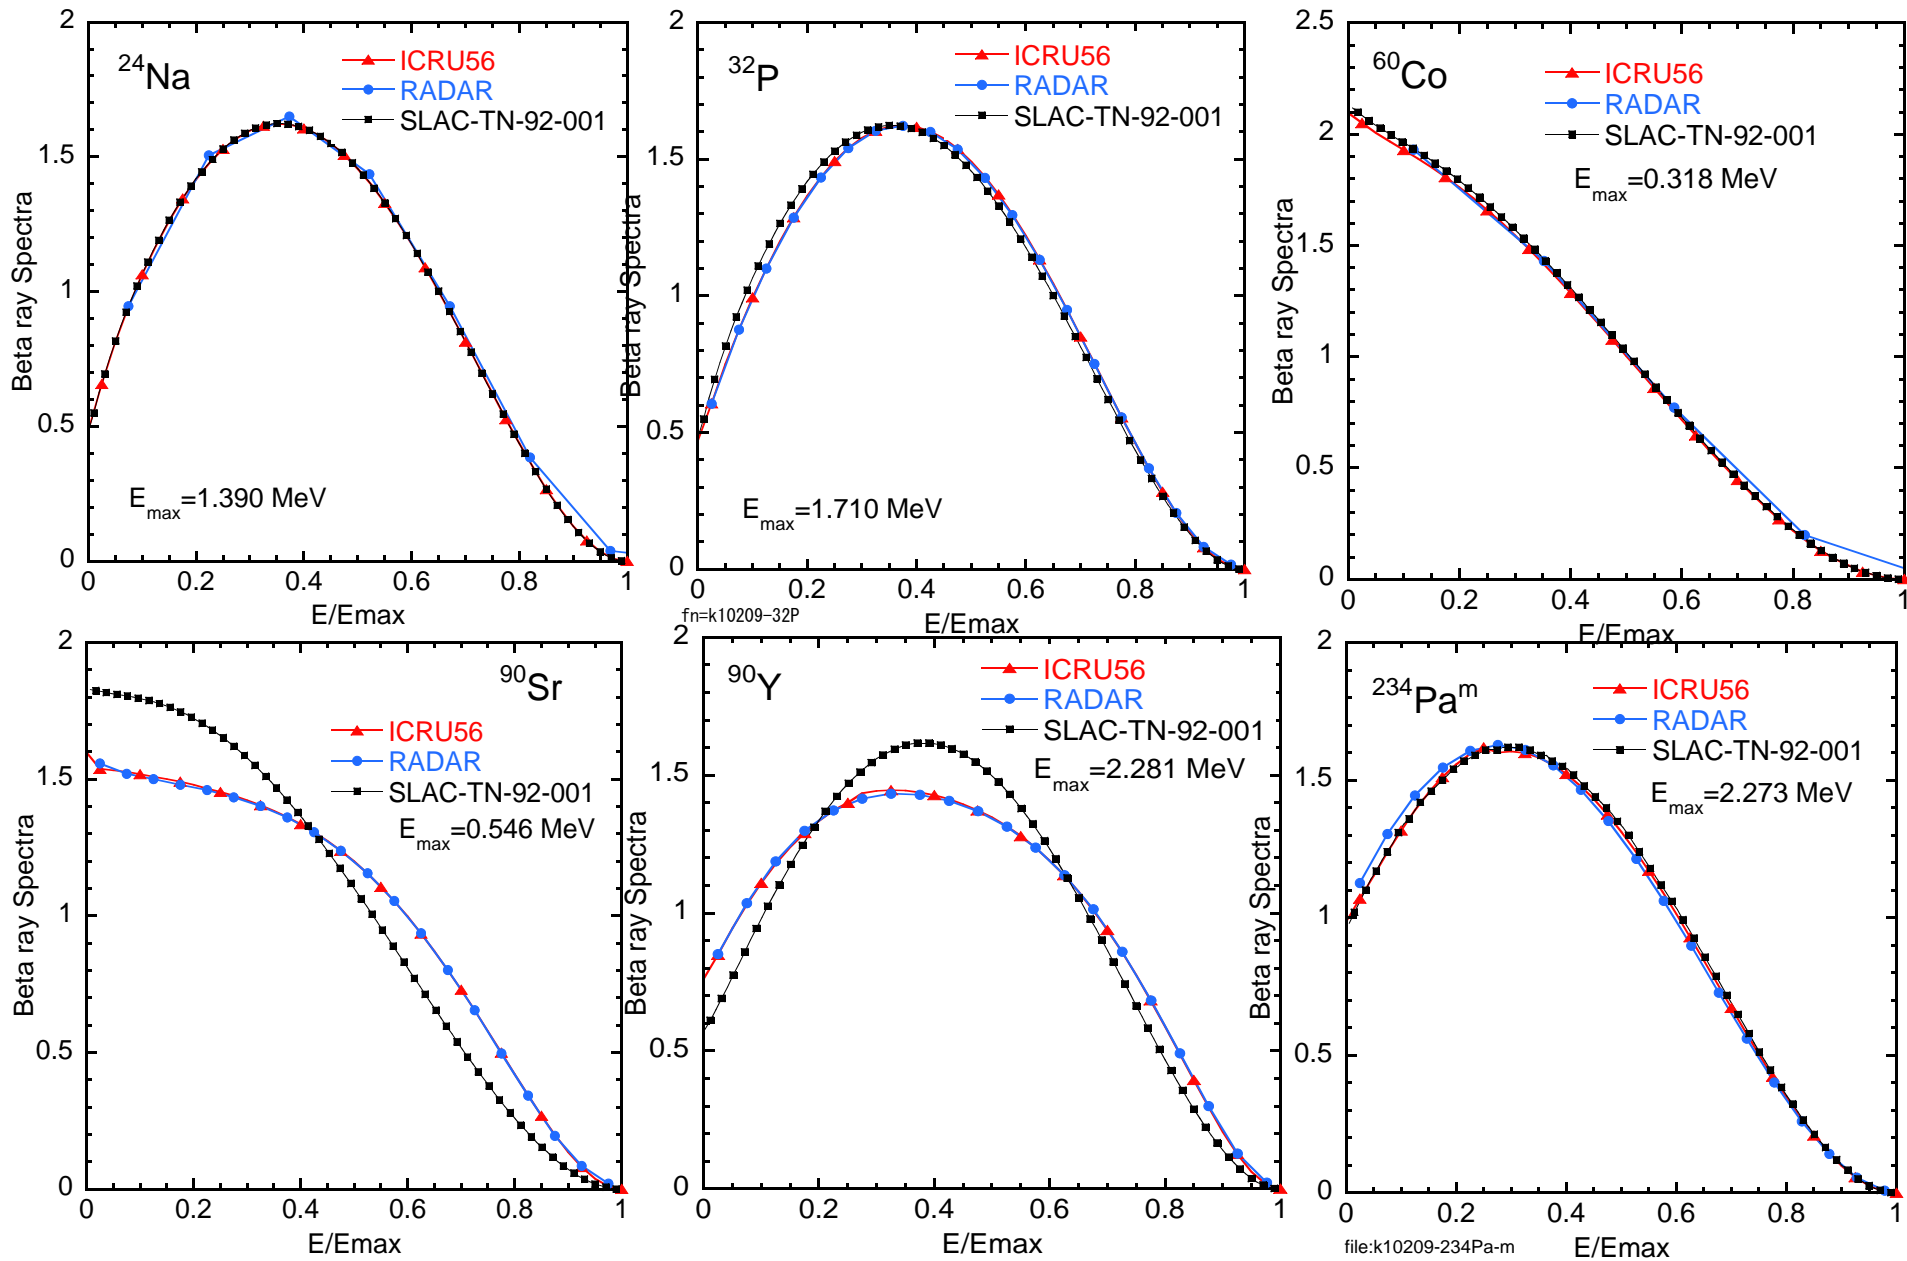 2
24Na
ICRU56
RADAR
SLAC-TN-92-001
1.5
1
0.5
0
Emax=1.390 MeV
Beta ray Spectra
0 0.2 0.4 0.6 0.8 1
E/Emax
2
32P
ICRU56
RADAR
SLAC-TN-92-001
1.5
1
0.5
0
Emax=1.710 MeV
Beta ray Spectra
0 0.2 0.4 0.6 0.8 1
fn=k10209-32P
E/Emax
2.5
60Co
ICRU56
RADAR
SLAC-TN-92-001
Emax=0.318 MeV
2
1.5
1
0.5
0
Beta ray Spectra
0 0.2 0.4 0.6 0.8 1
E/Emax
2
90Sr
ICRU56
RADAR
SLAC-TN-92-001
Emax=0.546 MeV
1.5
1
0.5
0
Beta ray Spectra
0 0.2 0.4 0.6 0.8 1
E/Emax
2
90Y
ICRU56
RADAR
SLAC-TN-92-001
Emax=2.281 MeV
1.5
1
0.5
0
Beta ray Spectra
0 0.2 0.4 0.6 0.8 1
E/Emax
2
234Pam
ICRU56
RADAR
SLAC-TN-92-001
Emax=2.273 MeV
1.5
1
0.5
0
Beta ray Spectra
0 0.2 0.4 0.6 0.8 1
file:k10209-234Pa-m
E/Emax